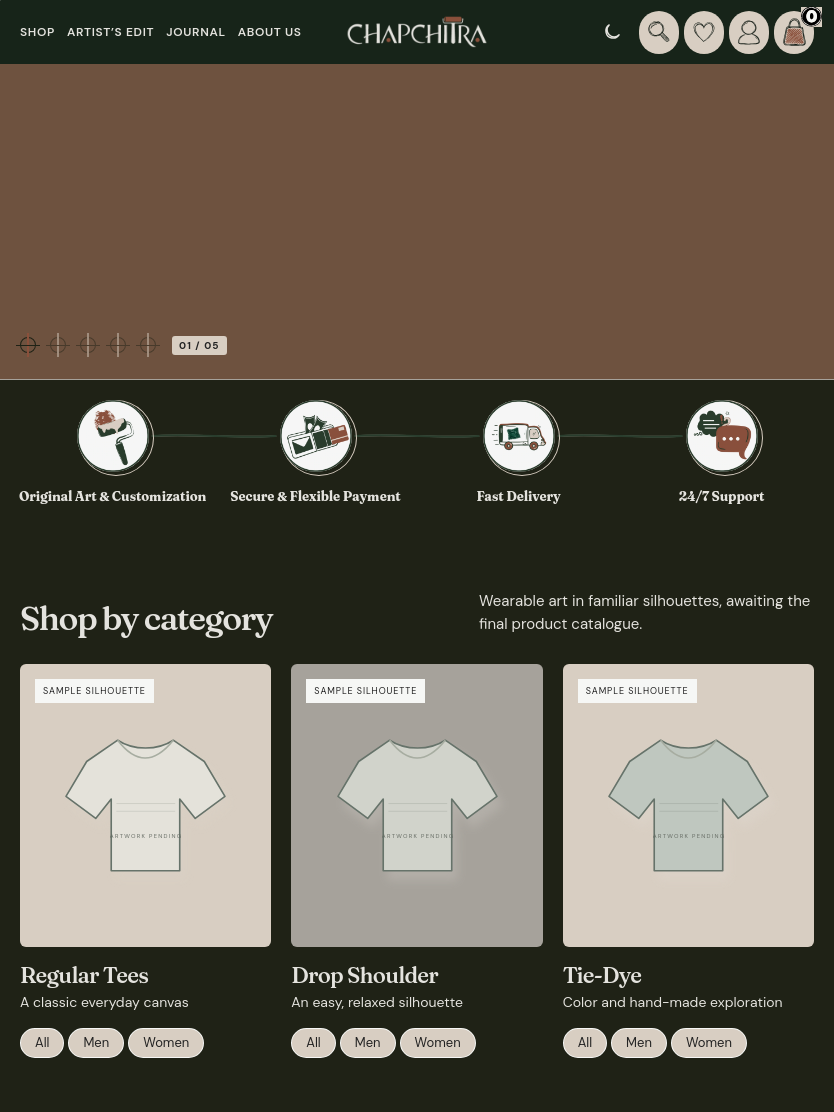 SHOP ARTIST'S EDIT JOURNAL ABOUT US
CHAPCHITRA
0
01 / 05
Original Art & Customization
Secure & Flexible Payment
Fast Delivery
24/7 Support
Shop by category
Wearable art in familiar silhouettes, awaiting the
final product catalogue.
SAMPLE SILHOUETTE
ARTWORK PENDING
Regular Tees
A classic everyday canvas
All Men Women
SAMPLE SILHOUETTE
ARTWORK PENDING
Drop Shoulder
An easy, relaxed silhouette
All Men Women
SAMPLE SILHOUETTE
ARTWORK PENDING
Tie-Dye
Color and hand-made exploration
All Men Women